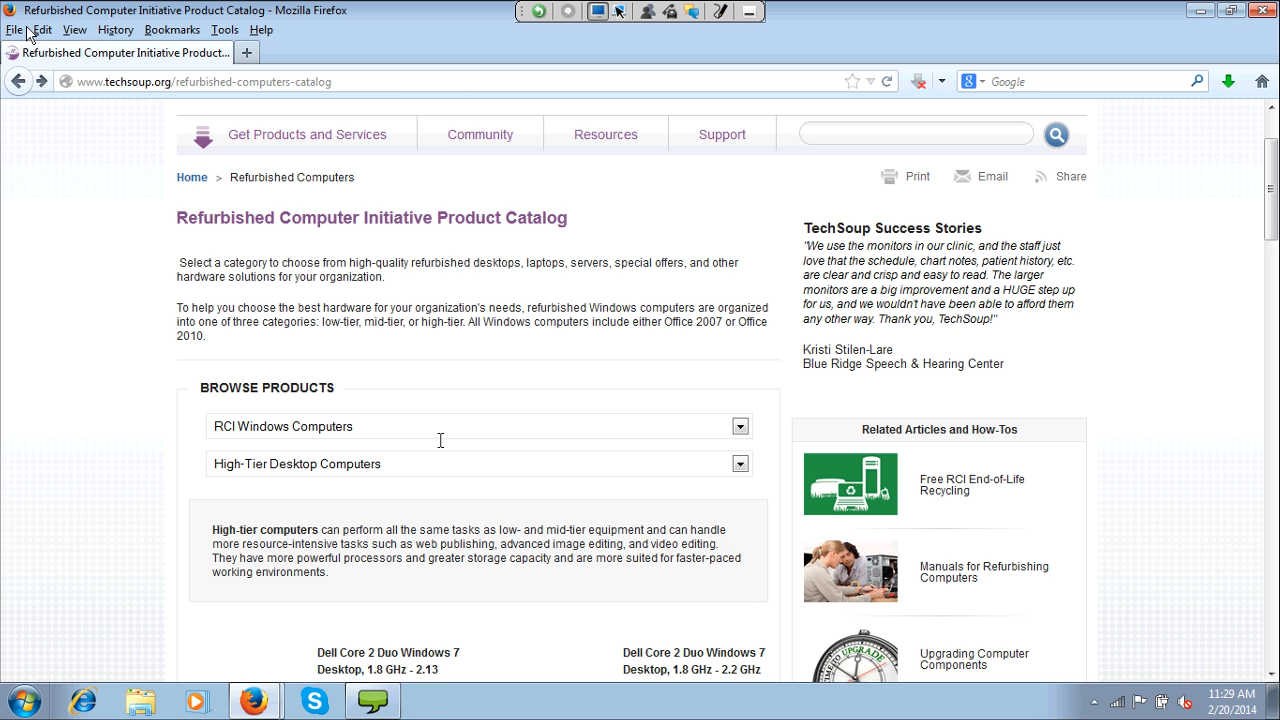 Refurbished Computer Initiative Product Catalog - Mozilla Firefox
File Edit View History Bookmarks Tools Help
Refurbished Computer Initiative Product...
www.techsoup.org/refurbished-computers-catalog
Google
Get Products and Services Community Resources Support
Home > Refurbished Computers
Print Email Share
Refurbished Computer Initiative Product Catalog
Select a category to choose from high-quality refurbished desktops, laptops, servers, special offers, and other
hardware solutions for your organization.
To help you choose the best hardware for your organization's needs, refurbished Windows computers are organized
into one of three categories: low-tier, mid-tier, or high-tier. All Windows computers include either Office 2007 or Office
2010.
BROWSE PRODUCTS
RCI Windows Computers
High-Tier Desktop Computers
High-tier computers can perform all the same tasks as low- and mid-tier equipment and can handle
more resource-intensive tasks such as web publishing, advanced image editing, and video editing.
They have more powerful processors and greater storage capacity and are more suited for faster-paced
working environments.
Dell Core 2 Duo Windows 7
Desktop, 1.8 GHz - 2.13
Dell Core 2 Duo Windows 7
Desktop, 1.8 GHz - 2.2 GHz
TechSoup Success Stories
"We use the monitors in our clinic, and the staff just
love that the schedule, chart notes, patient history, etc.
are clear and crisp and easy to read. The larger
monitors are a big improvement and a HUGE step up
for us, and we wouldn't have been able to afford them
any other way. Thank you, TechSoup!"
Kristi Stilen-Lare
Blue Ridge Speech & Hearing Center
Related Articles and How-Tos
Free RCI End-of-Life
Recycling
Manuals for Refurbishing
Computers
UPGRADE
Upgrading Computer
Components
11:29 AM
2/20/2014